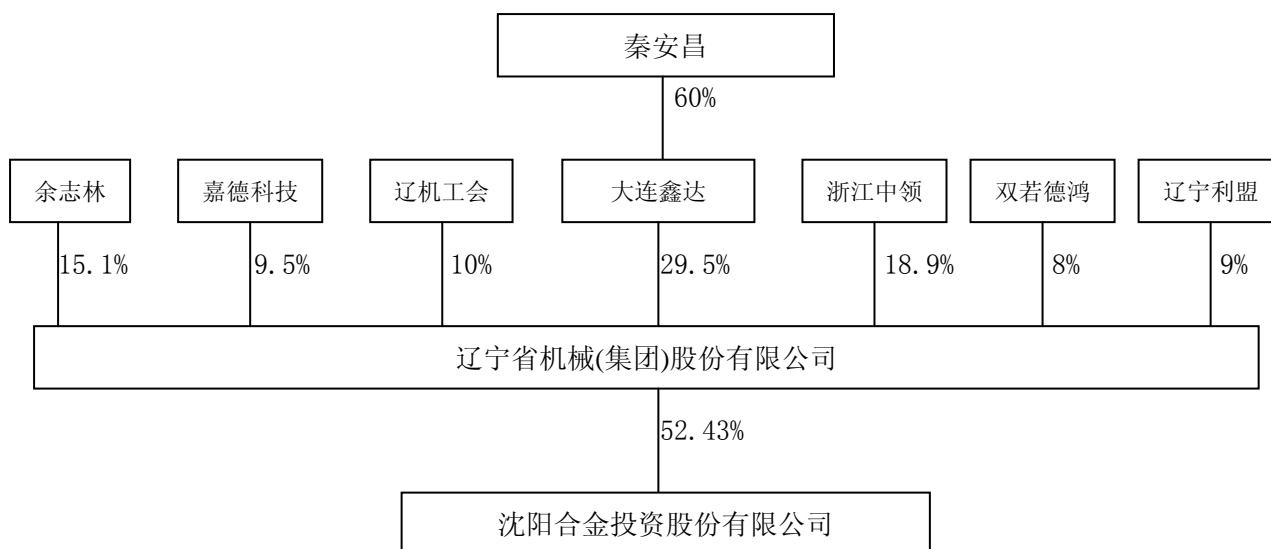 秦安昌
60%
余志林
嘉德科技
辽机工会
大连鑫达
浙江中领
双若德鸿
辽宁利盟
15.1%
9.5%
10%
29.5%
18.9%
8%
9%
辽宁省机械(集团)股份有限公司
52.43%
沈阳合金投资股份有限公司